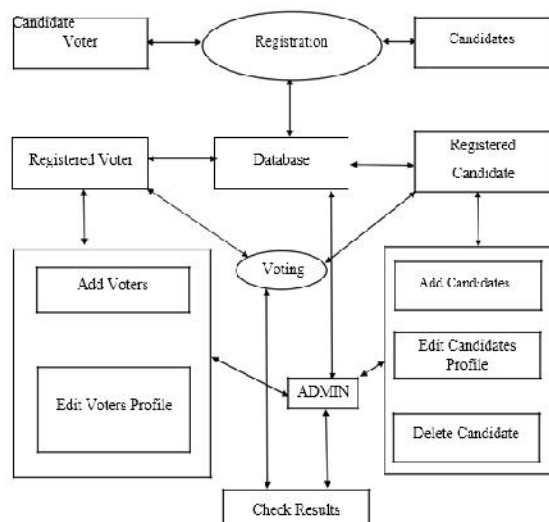 Candidate
Voter
Registration
Candidates
Registered Voter
Database
Registered
Candidate
Voting
Add Voters
Add Candidates
Edit Candidates
Profile
Edit Voters Profile
ADMIN
Delete Candidate
Check Results